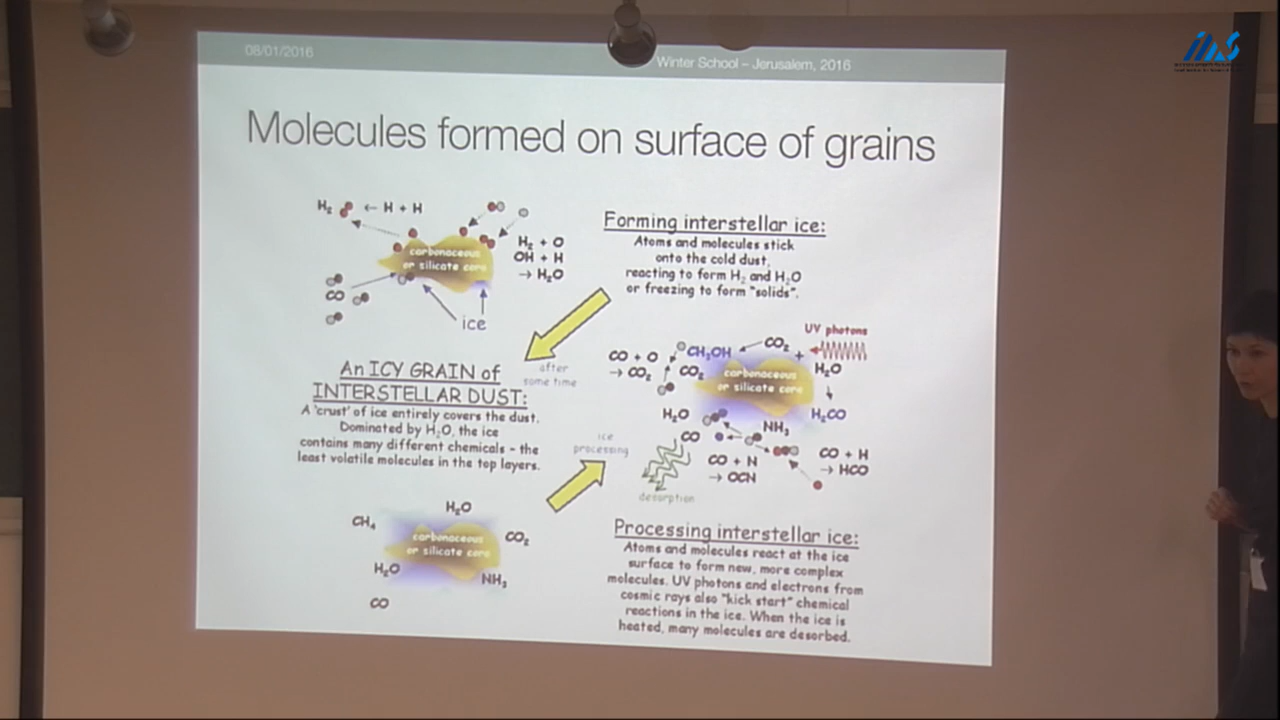 08/01/2016
Winter School – Jerusalem, 2016
Molecules formed on surface of grains
H₂ ← H + H
carbonaceous
or silicate core
H₂ + O
OH + H
→ H₂O
CO
ice
Forming interstellar ice:
Atoms and molecules stick
onto the cold dust,
reacting to form H₂ and H₂O
or freezing to form "solids".
after
some time
An ICY GRAIN of
INTERSTELLAR DUST:
A 'crust' of ice entirely covers the dust.
Dominated by H₂O, the ice
contains many different chemicals - the
least volatile molecules in the top layers.
H₂O
CH₄
carbonaceous
or silicate core
CO₂
H₂O
NH₃
CO
ice
processing
UV photons
CO + O
→ CO₂
CH₃OH
CO₂
+
H₂O
CO₂
carbonaceous
or silicate core
H₂O
H₂CO
NH₃
CO
CO + N
→ OCN
CO + H
→ HCO
desorption
Processing interstellar ice:
Atoms and molecules react at the ice
surface to form new, more complex
molecules. UV photons and electrons from
cosmic rays also "kick start" chemical
reactions in the ice. When the ice is
heated, many molecules are desorbed.